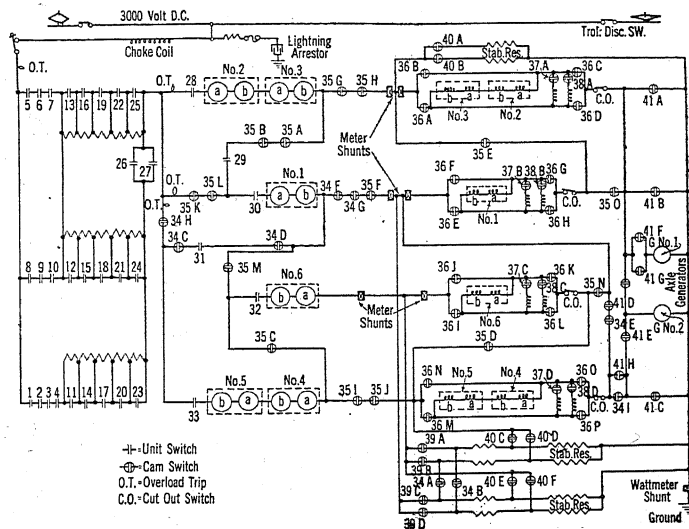 3000 Volt D.C.
Trol: Disc. SW.
Choke Coil
Lightning
Arrestor
40 A
Stab. Res.
O.T.
36 B
40 B
37 A
36 C
5 6 7 13 16 19 22 25
O.T.
28
No.2
No.3
a b a b
35 G
35 H
b a b a
No.3
No.2
38 A
C.O.
41 A
36 A
36 D
35 B
35 A
Meter
Shunts
35 E
26
27
29
O.T.
35 K
35 L
No.1
30
a b
34 F
34 G
35 F
36 F
37 B
38 B
36 G
b a
No.1
C.O.
35 O
41 B
O.T.
34 H
36 E
36 H
34 C
31
34 D
41 F
G No.1
41 G
Axle
Generators
35 M
No.6
32
b a
36 J
37 C
36 K
38 C
35 N
8 9 10 12 15 18 21 24
b a
No.6
C.O.
41 D
34 E
G No.2
Meter
Shunts
36 I
36 L
41 E
35 C
35 D
36 N
No.5
No.4
37 D
36 O
41 H
No.5
No.4
35 I
35 J
b a b a
38 D
C.O.
34 I
41-C
1 2 3 4 11 14 17 20 23
33
b a b a
36 M
36 P
39 A
40 C
40 D
Stab. Res.
39 B
34 A
34 B
40 E
40 F
39 C
Stab. Res.
39 D
Wattmeter
Shunt
Ground
=Unit Switch
=Cam Switch
O.T.=Overload Trip
C.O.=Cut Out Switch